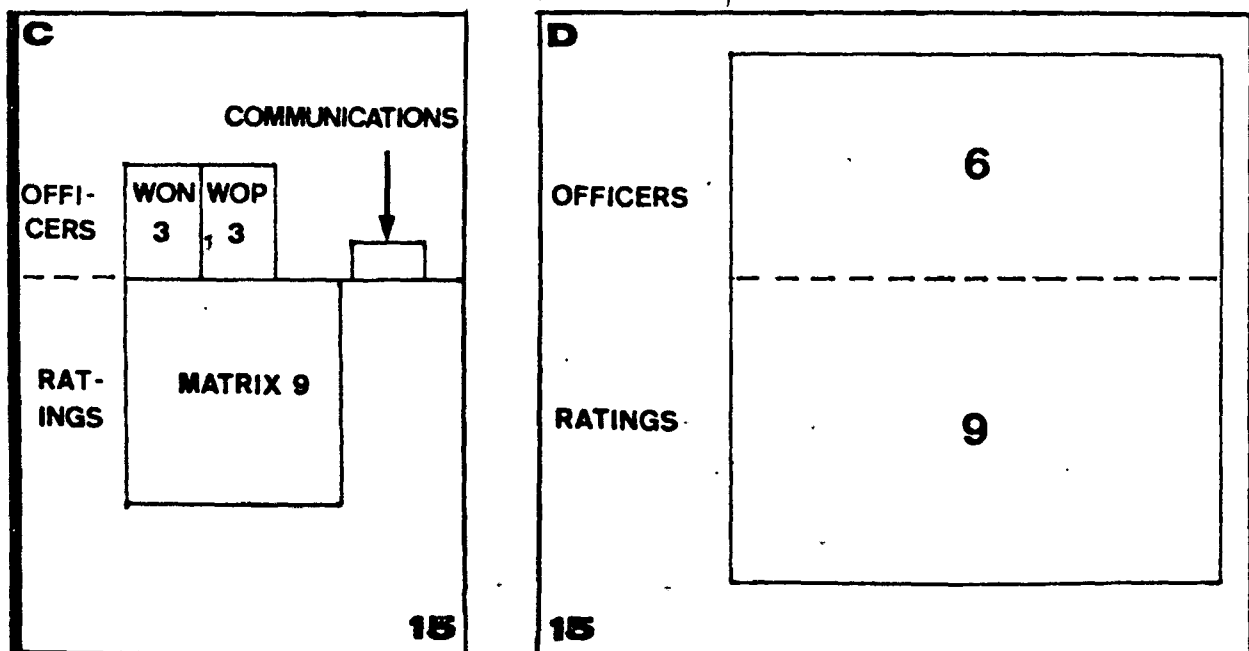 C
COMMUNICATIONS
OFFI-
CERS
WON
3
WOP
3
RAT-
INGS
MATRIX 9
15
D
OFFICERS
6
RATINGS
9
15